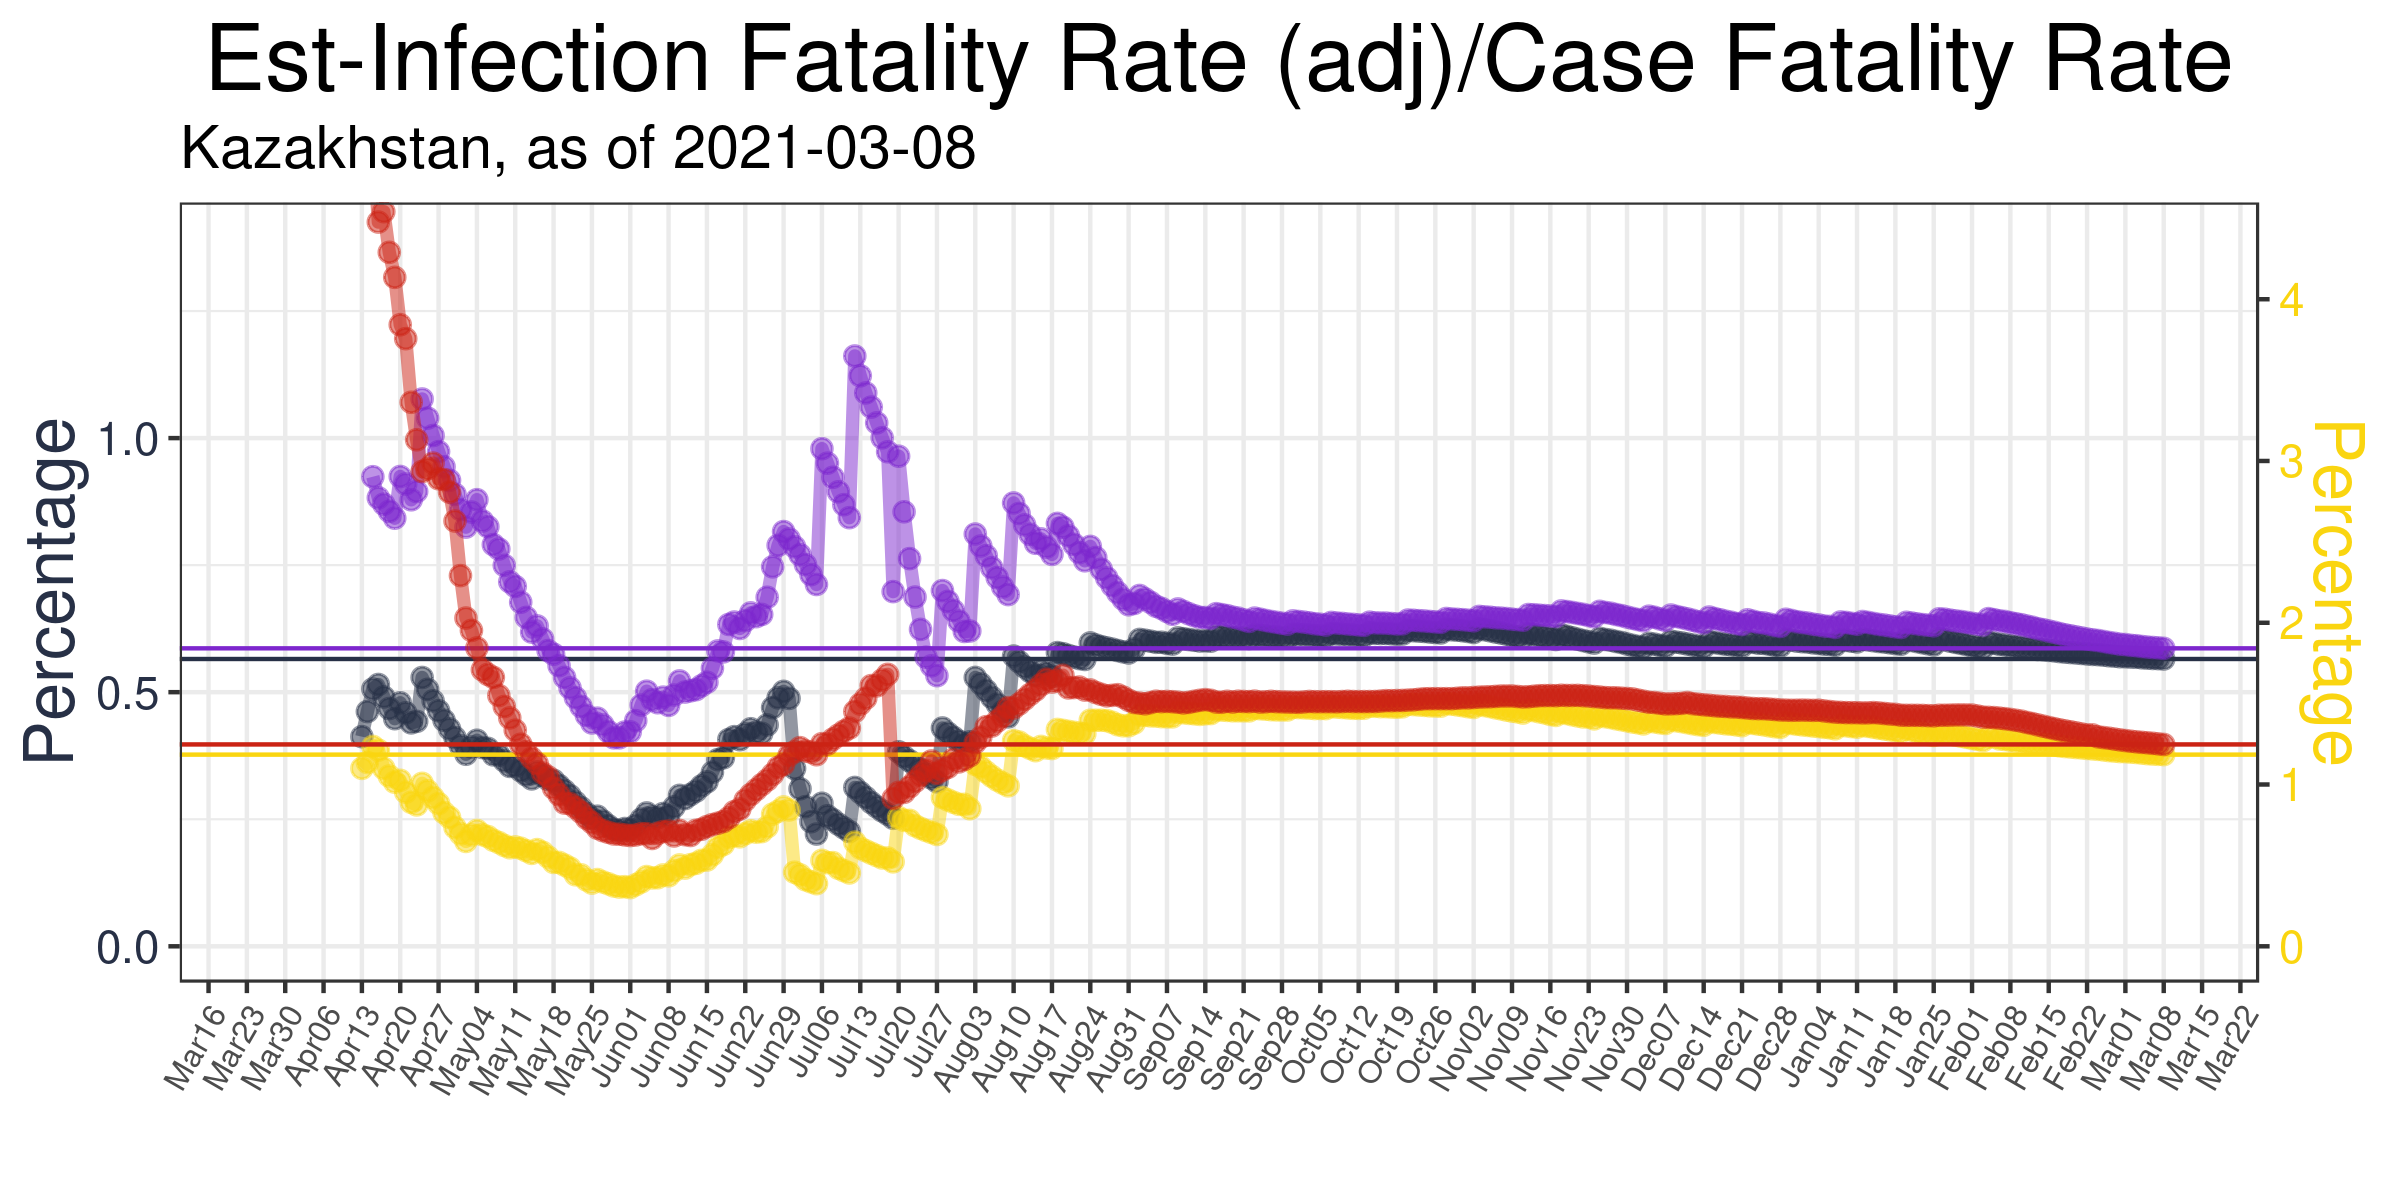 Est-Infection Fatality Rate (adj)/Case Fatality Rate
Kazakhstan, as of 2021-03-08
Percentage
1.0
0.5
0.0
4
3
2
1
0
Percentage
Mar16
Mar23
Mar30
Apr06
Apr13
Apr20
Apr27
May04
May11
May18
May25
Jun01
Jun08
Jun15
Jun22
Jun29
Jul06
Jul13
Jul20
Jul27
Aug03
Aug10
Aug17
Aug24
Aug31
Sep07
Sep14
Sep21
Sep28
Oct05
Oct12
Oct19
Oct26
Nov02
Nov09
Nov16
Nov23
Nov30
Dec07
Dec14
Dec21
Dec28
Dec04
Jan11
Jan18
Jan25
Feb01
Feb08
Feb15
Feb22
Mar01
Mar08
Mar15
Mar22